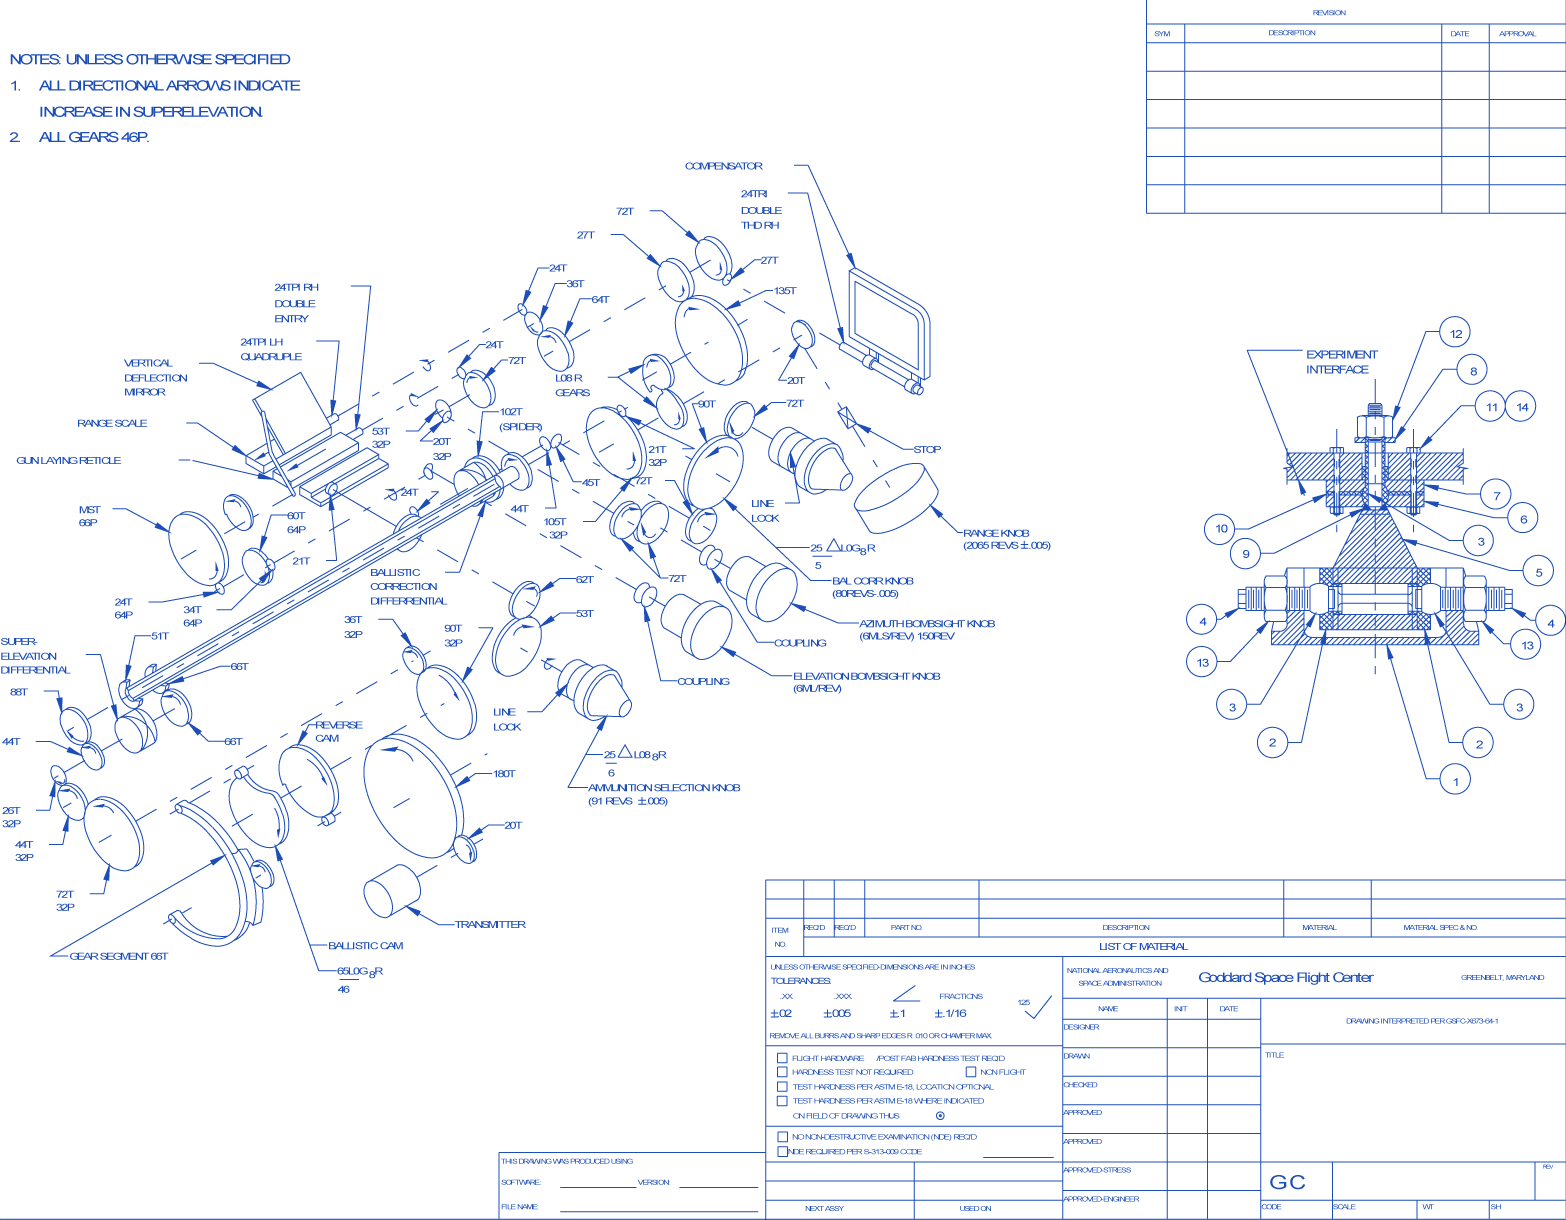 NOTES: UNLESS OTHERWISE SPECIFIED
1. ALL DIRECTIONAL ARROWS INDICATE
INCREASE IN SUPERELEVATION.
2. ALL GEARS 46P.
REVISION
SYM DESCRIPTION DATE APPROVAL
COMPENSATOR
24TRI
DOUBLE
THD RH
72T
27T
27T
135T
24T
36T
64T
24TPI RH
DOUBLE
ENTRY
24TPI LH
QUADRUPLE
24T
72T
VERTICAL
DEFLECTION
MIRROR
RANGE SCALE
GUN LAYING RETICLE
53T
32P
20T
32P
102T
(SPIDER)
L08 R
GEARS
20T
90T
72T
21T
32P
STOP
72T
45T
44T
24T
105T
32P
LINE
LOCK
MST
66P
60T
64P
21T
RANGE KNOB
(2065 REVS ±.005)
25 △L0G8R
5
72T
BAL CORR KNOB
(80REVS-.005)
BALLISTIC
CORRECTION
DIFFERRENTIAL
62T
53T
24T
64P
34T
64P
36T
32P
90T
32P
AZIMUTH BOMBSIGHT KNOB
(6MLS/REV) 150REV
COUPLING
SUPER-
ELEVATION
DIFFERENTIAL
51T
66T
ELEVATION BOMBSIGHT KNOB
(6ML/REV)
COUPLING
88T
44T
66T
REVERSE
CAM
LINE
LOCK
25 △L088R
6
180T
AMMUNITION SELECTION KNOB
(91 REVS ±.005)
26T
32P
44T
32P
20T
72T
32P
TRANSMITTER
BALLISTIC CAM
GEAR SEGMENT 66T
65L0G8R
46
EXPERIMENT
INTERFACE
12
8
11 14
7
6
10
3
9
5
4
4
13
13
3
3
2
2
1
ITEM
NO.
REQ'D REQ'D PART NO. DESCRIPTION MATERIAL MATERIAL SPEC & NO.
LIST OF MATERIAL
UNLESS OTHERWISE SPECIFIED-DIMENSIONS ARE IN INCHES
TOLERANCES:
.XX .XXX FRACTIONS 125
±.02 ±.005 ±.1 ±.1/16
REMOVE ALL BURRS AND SHARP EDGES R .010 OR CHAMFER MAX.
FLIGHT HARDWARE /POST FAB HARDNESS TEST REQ'D
HARDNESS TEST NOT REQUIRED NON FLIGHT
TEST HARDNESS PER ASTM E-18, LOCATION OPTIONAL
TEST HARDNESS PER ASTM E-18 WHERE INDICATED
ON FIELD OF DRAWING THUS
NO NON-DESTRUCTIVE EXAMINATION (NDE) REQ'D
NDE REQUIRED PER S-313-009 CODE
NEXT ASSY USED ON
NATIONAL AERONAUTICS AND
SPACE ADMINISTRATION
Goddard Space Flight Center
GREENBELT, MARYLAND
NAME INIT DATE
DESIGNER
DRAWN
CHECKED
APPROVED
APPROVED
APPROVED-STRESS
APPROVED-ENGINEER
DRAWING INTERPRETED PER GSFC-X673-64-1
TITLE
GC
REV
CODE SCALE WT SH
THIS DRAWING WAS PRODUCED USING
SOFTWARE: VERSION:
FILE NAME: